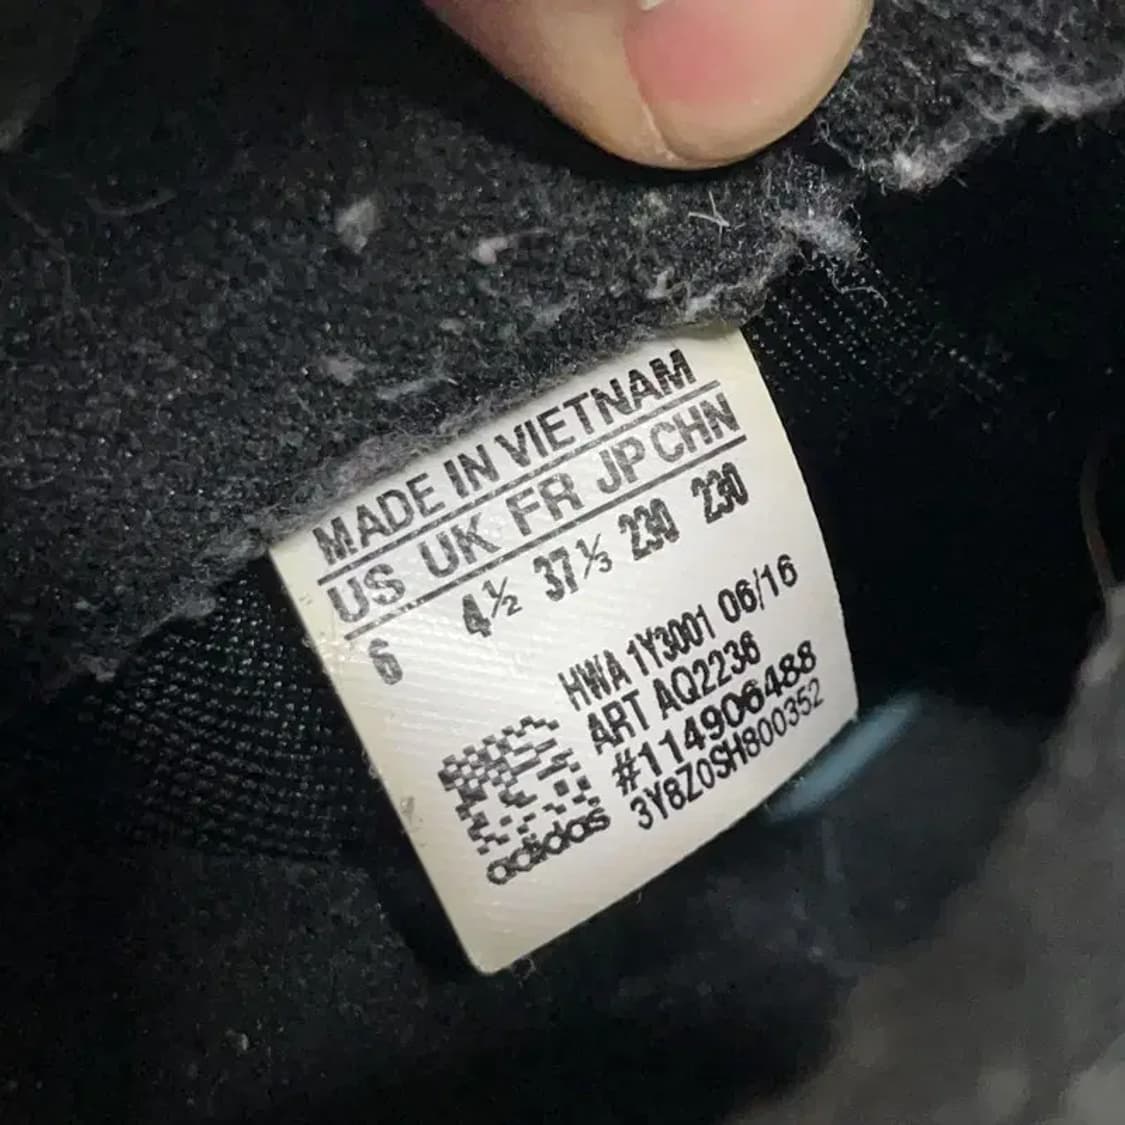 MADE IN VIETNAM
US UK FR JP CHN
6 4½ 37⅓ 230 230
HWA 1Y3001 06/16
ART AQ2236
#114906488
3Y8Z0SH800352
adidas